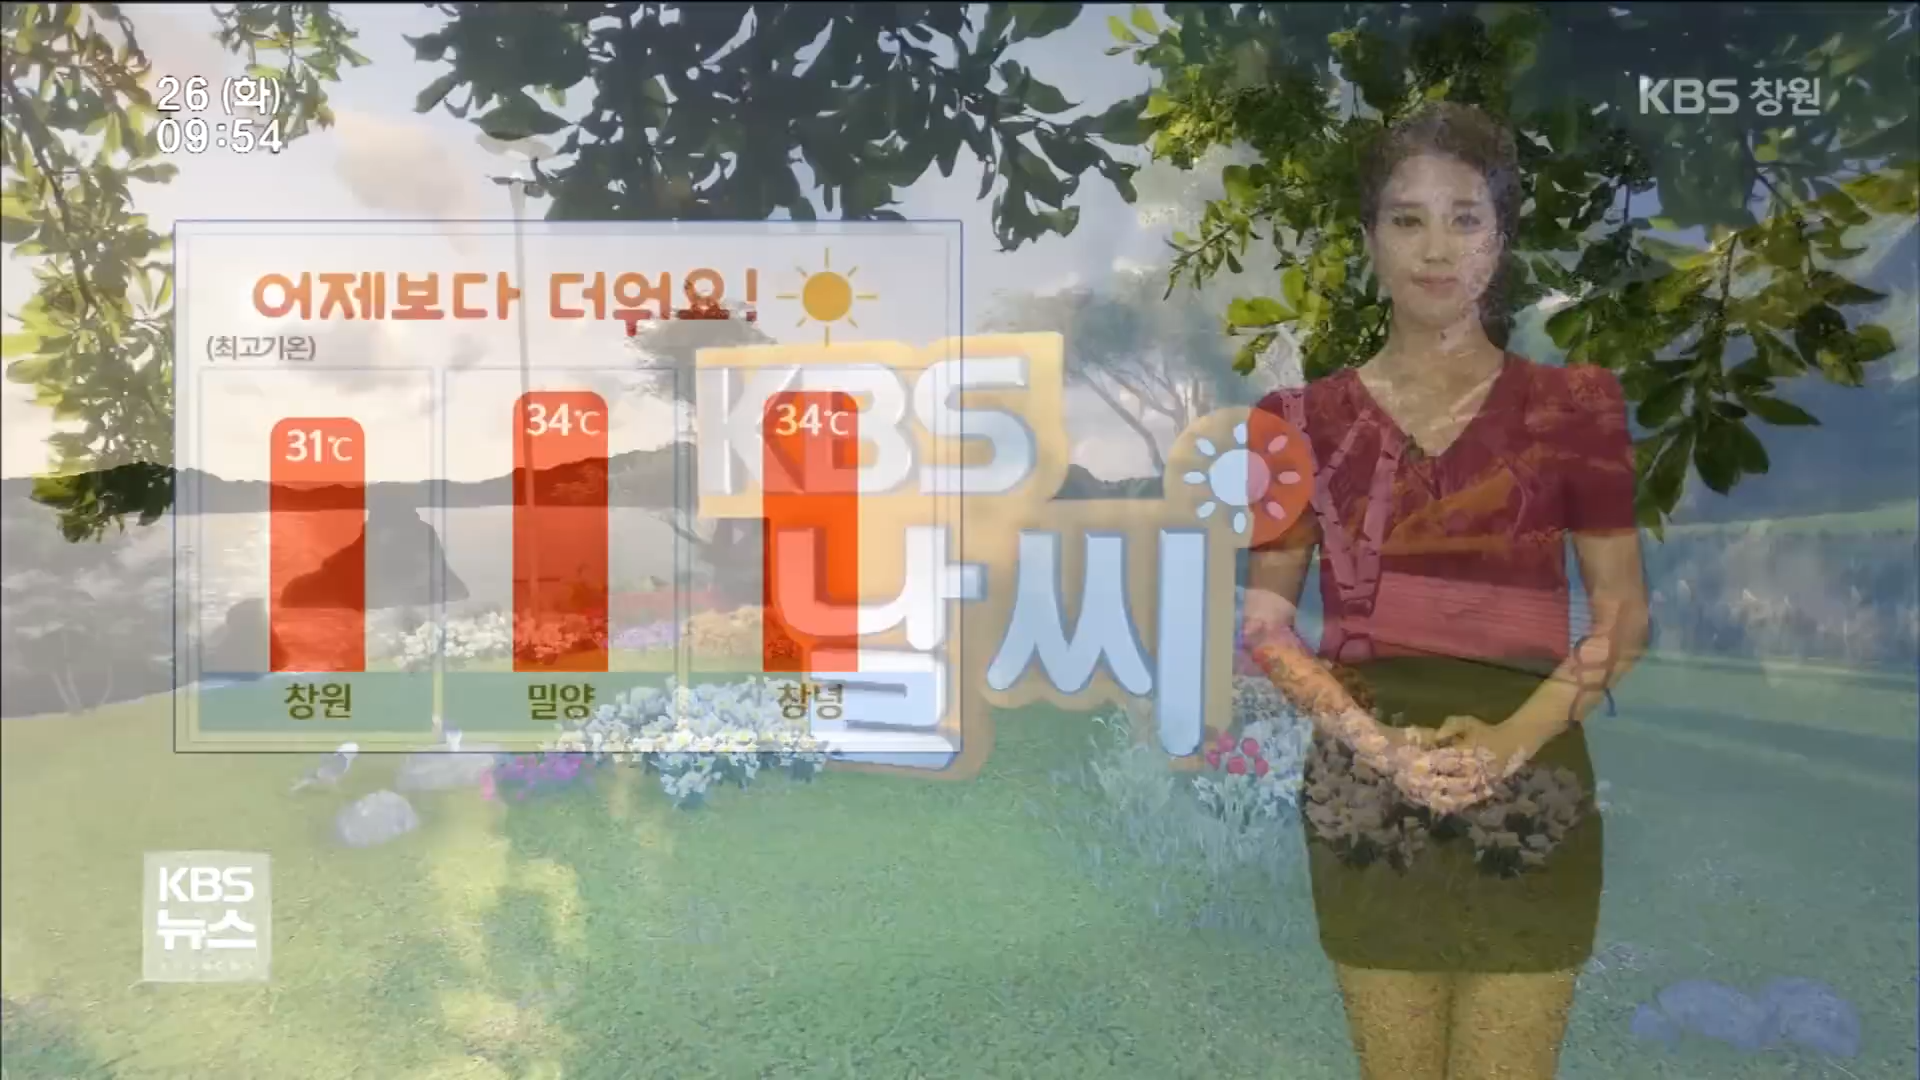 26 (화)
09:54
KBS 창원
어제보다 더워요!
(최고기온)
31℃
34℃
34℃
창원
밀양
창녕
KBS
날씨
KBS
뉴스